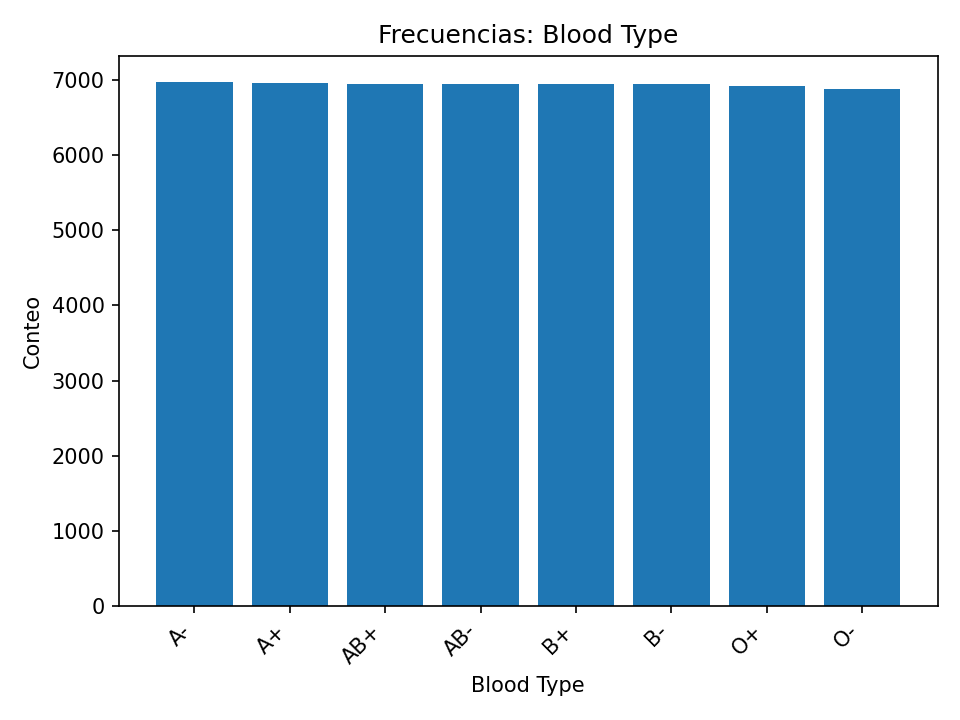 Frecuencias: Blood Type
Conteo
7000
6000
5000
4000
3000
2000
1000
0
A-
A+
AB+
AB-
B+
B-
O+
O-
Blood Type